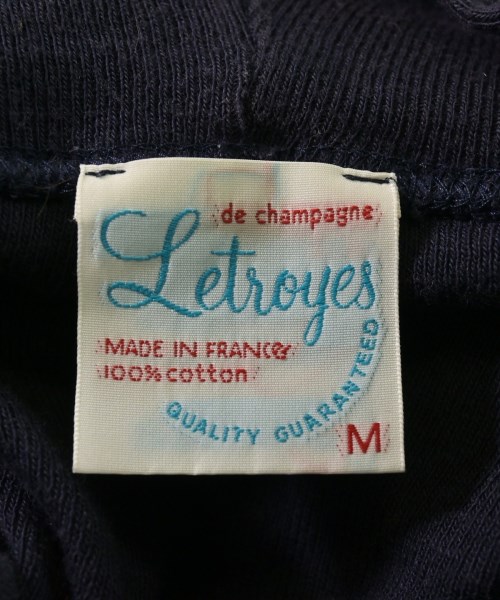 de champagne
Letroyes
MADE IN FRANCE
100% cotton
QUALITY GUARANTEED
M